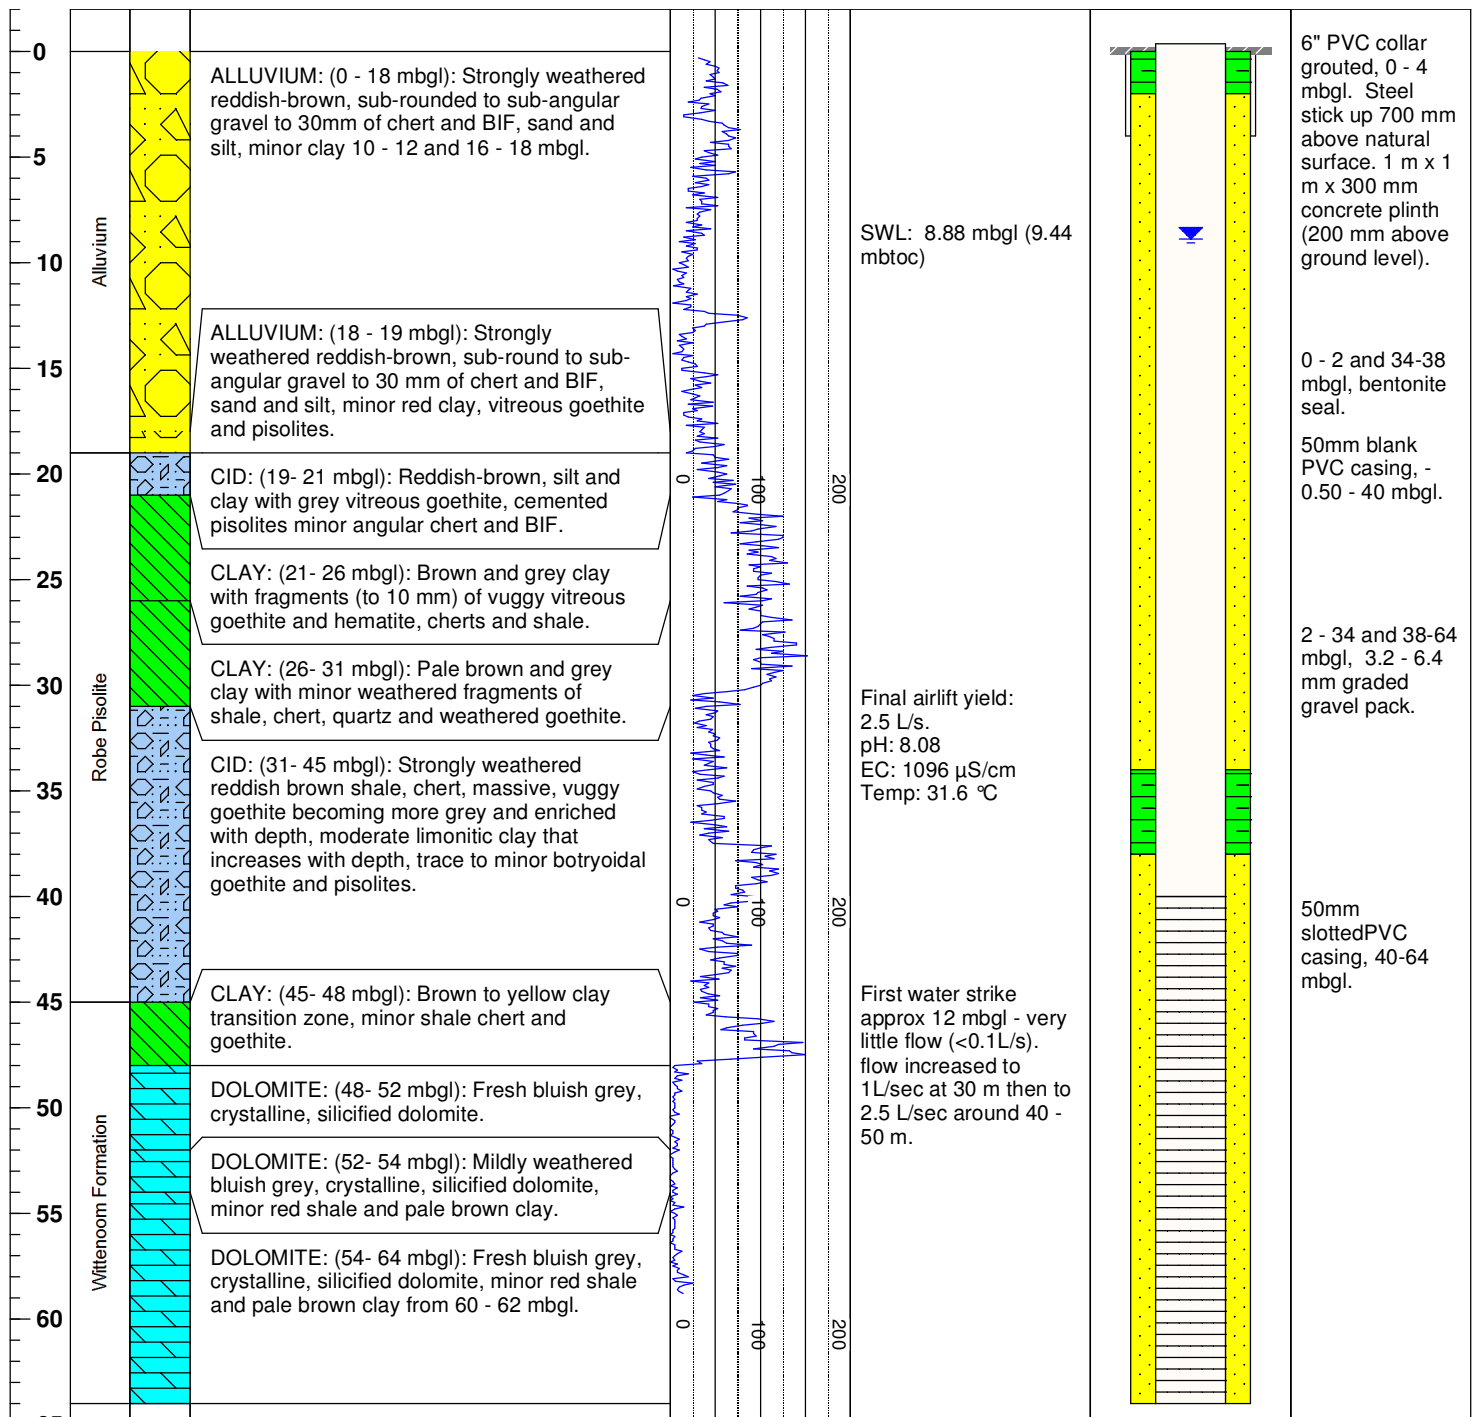 0
5
10
15
20
25
30
35
40
45
50
55
60
Alluvium
Robe Pisolite
Wittenoom Formation
ALLUVIUM: (0 - 18 mbgl): Strongly weathered
reddish-brown, sub-rounded to sub-angular
gravel to 30mm of chert and BIF, sand and
silt, minor clay 10 - 12 and 16 - 18 mbgl.
ALLUVIUM: (18 - 19 mbgl): Strongly
weathered reddish-brown, sub-round to sub-
angular gravel to 30 mm of chert and BIF,
sand and silt, minor red clay, vitreous goethite
and pisolites.
CID: (19- 21 mbgl): Reddish-brown, silt and
clay with grey vitreous goethite, cemented
pisolites minor angular chert and BIF.
CLAY: (21- 26 mbgl): Brown and grey clay
with fragments (to 10 mm) of vuggy vitreous
goethite and hematite, cherts and shale.
CLAY: (26- 31 mbgl): Pale brown and grey
clay with minor weathered fragments of
shale, chert, quartz and weathered goethite.
CID: (31- 45 mbgl): Strongly weathered
reddish brown shale, chert, massive, vuggy
goethite becoming more grey and enriched
with depth, moderate limonitic clay that
increases with depth, trace to minor botryoidal
goethite and pisolites.
CLAY: (45- 48 mbgl): Brown to yellow clay
transition zone, minor shale chert and
goethite.
DOLOMITE: (48- 52 mbgl): Fresh bluish grey,
crystalline, silicified dolomite.
DOLOMITE: (52- 54 mbgl): Mildly weathered
bluish grey, crystalline, silicified dolomite,
minor red shale and pale brown clay.
DOLOMITE: (54- 64 mbgl): Fresh bluish grey,
crystalline, silicified dolomite, minor red shale
and pale brown clay from 60 - 62 mbgl.
0 100 200
0 100 200
0 100 200
SWL: 8.88 mbgl (9.44
mbtoc)
Final airlift yield:
2.5 L/s.
pH: 8.08
EC: 1096 µS/cm
Temp: 31.6 °C
First water strike
approx 12 mbgl - very
little flow (<0.1L/s).
flow increased to
1L/sec at 30 m then to
2.5 L/sec around 40 -
50 m.
6" PVC collar
grouted, 0 - 4
mbgl. Steel
stick up 700 mm
above natural
surface. 1 m x 1
m x 300 mm
concrete plinth
(200 mm above
ground level).
0 - 2 and 34-38
mbgl, bentonite
seal.
50mm blank
PVC casing, -
0.50 - 40 mbgl.
2 - 34 and 38-64
mbgl, 3.2 - 6.4
mm graded
gravel pack.
50mm
slottedPVC
casing, 40-64
mbgl.